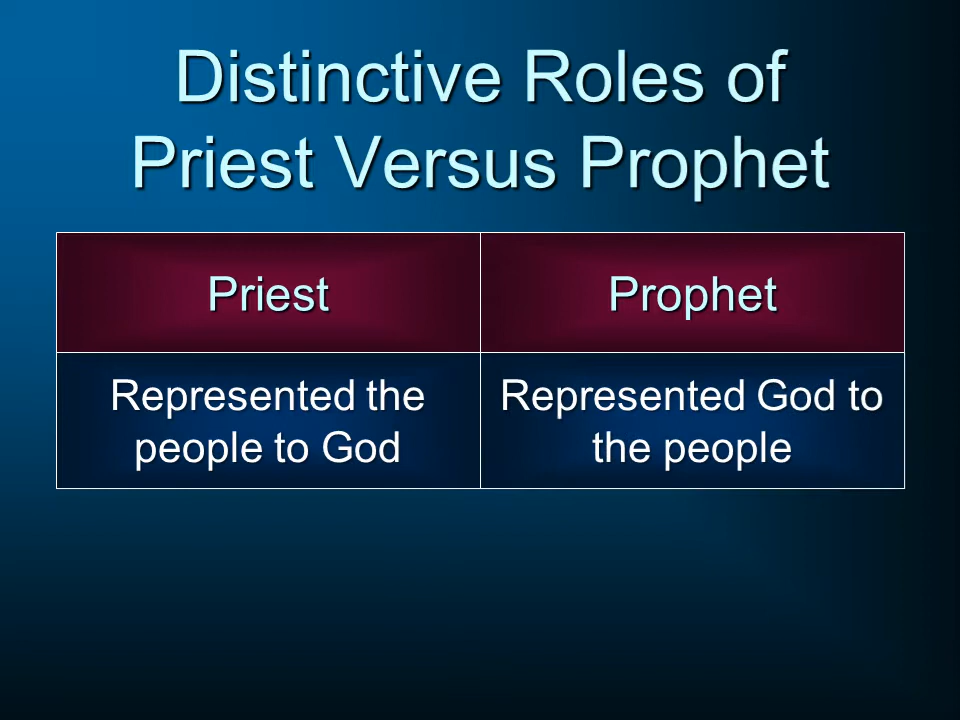 Distinctive Roles of
Priest Versus Prophet
Priest
Prophet
Represented the
people to God
Represented God to
the people